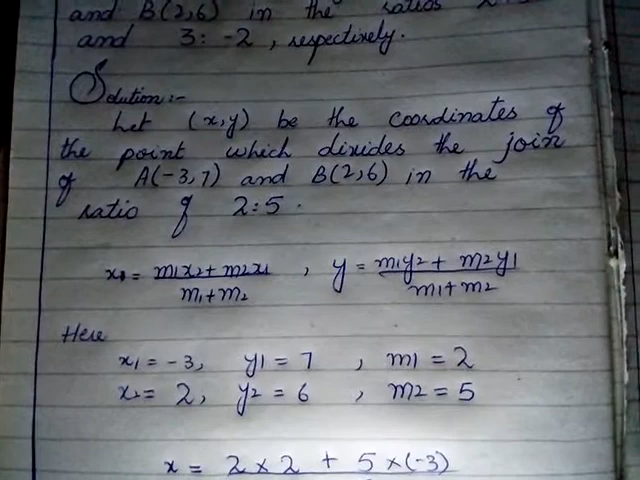 and B(2,6) in the ratios
and 3:-2, respectively.
Solution:-
Let (x,y) be the coordinates of
the point which divides the join
of A(-3,7) and B(2,6) in the
ratio of 2:5.
x = m1x2 + m2x1 / m1+m2 , y = m1y2 + m2y1 / m1+m2
Here
x1 = -3, y1 = 7 , m1 = 2
x2 = 2, y2 = 6 , m2 = 5
x = 2 × 2 + 5 × (-3)